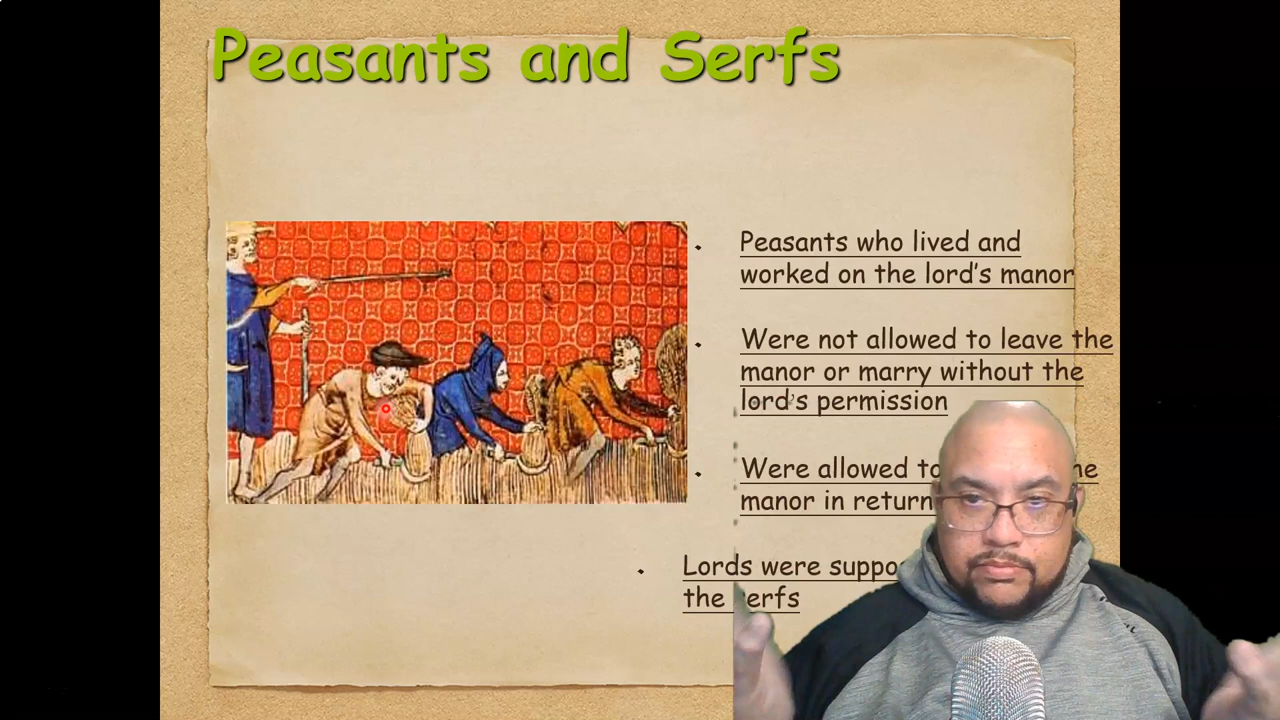 Peasants and Serfs
Peasants who lived and
worked on the lord's manor
Were not allowed to leave the
manor or marry without the
lord's permission
Were allowed to
manor in return
Lords were
the serfs